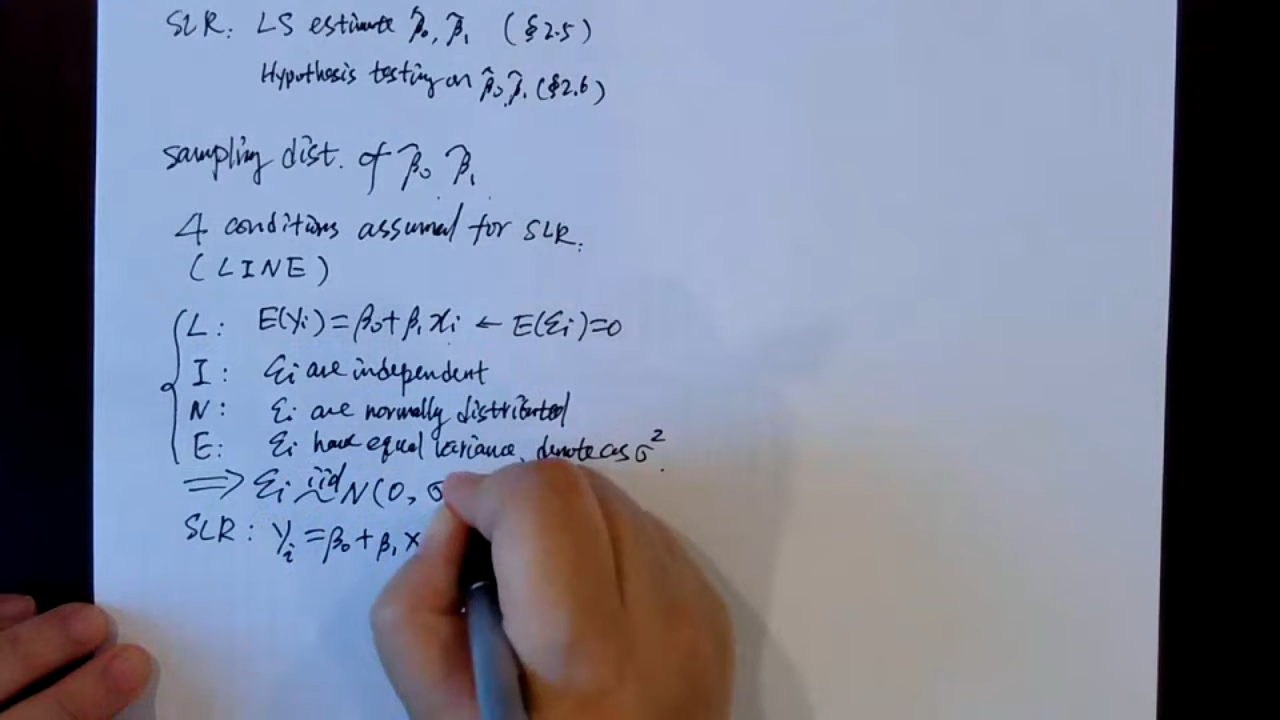 SLR: LS estimate β̂₀, β̂₁ (§2.5)
Hypothesis testing on β̂₀, β̂₁ (§2.6)
sampling dist. of β̂₀ β̂₁
4 conditions assumed for SLR.
(LINE)
L: E(Yi) = β₀ + β₁xi ← E(εi) = 0
I: εi are independent
N: εi are normally distributed
E: εi have equal variance, denote as σ².
⇒ εi iid~ N(0, σ
SLR: Yi = β₀ + β₁x